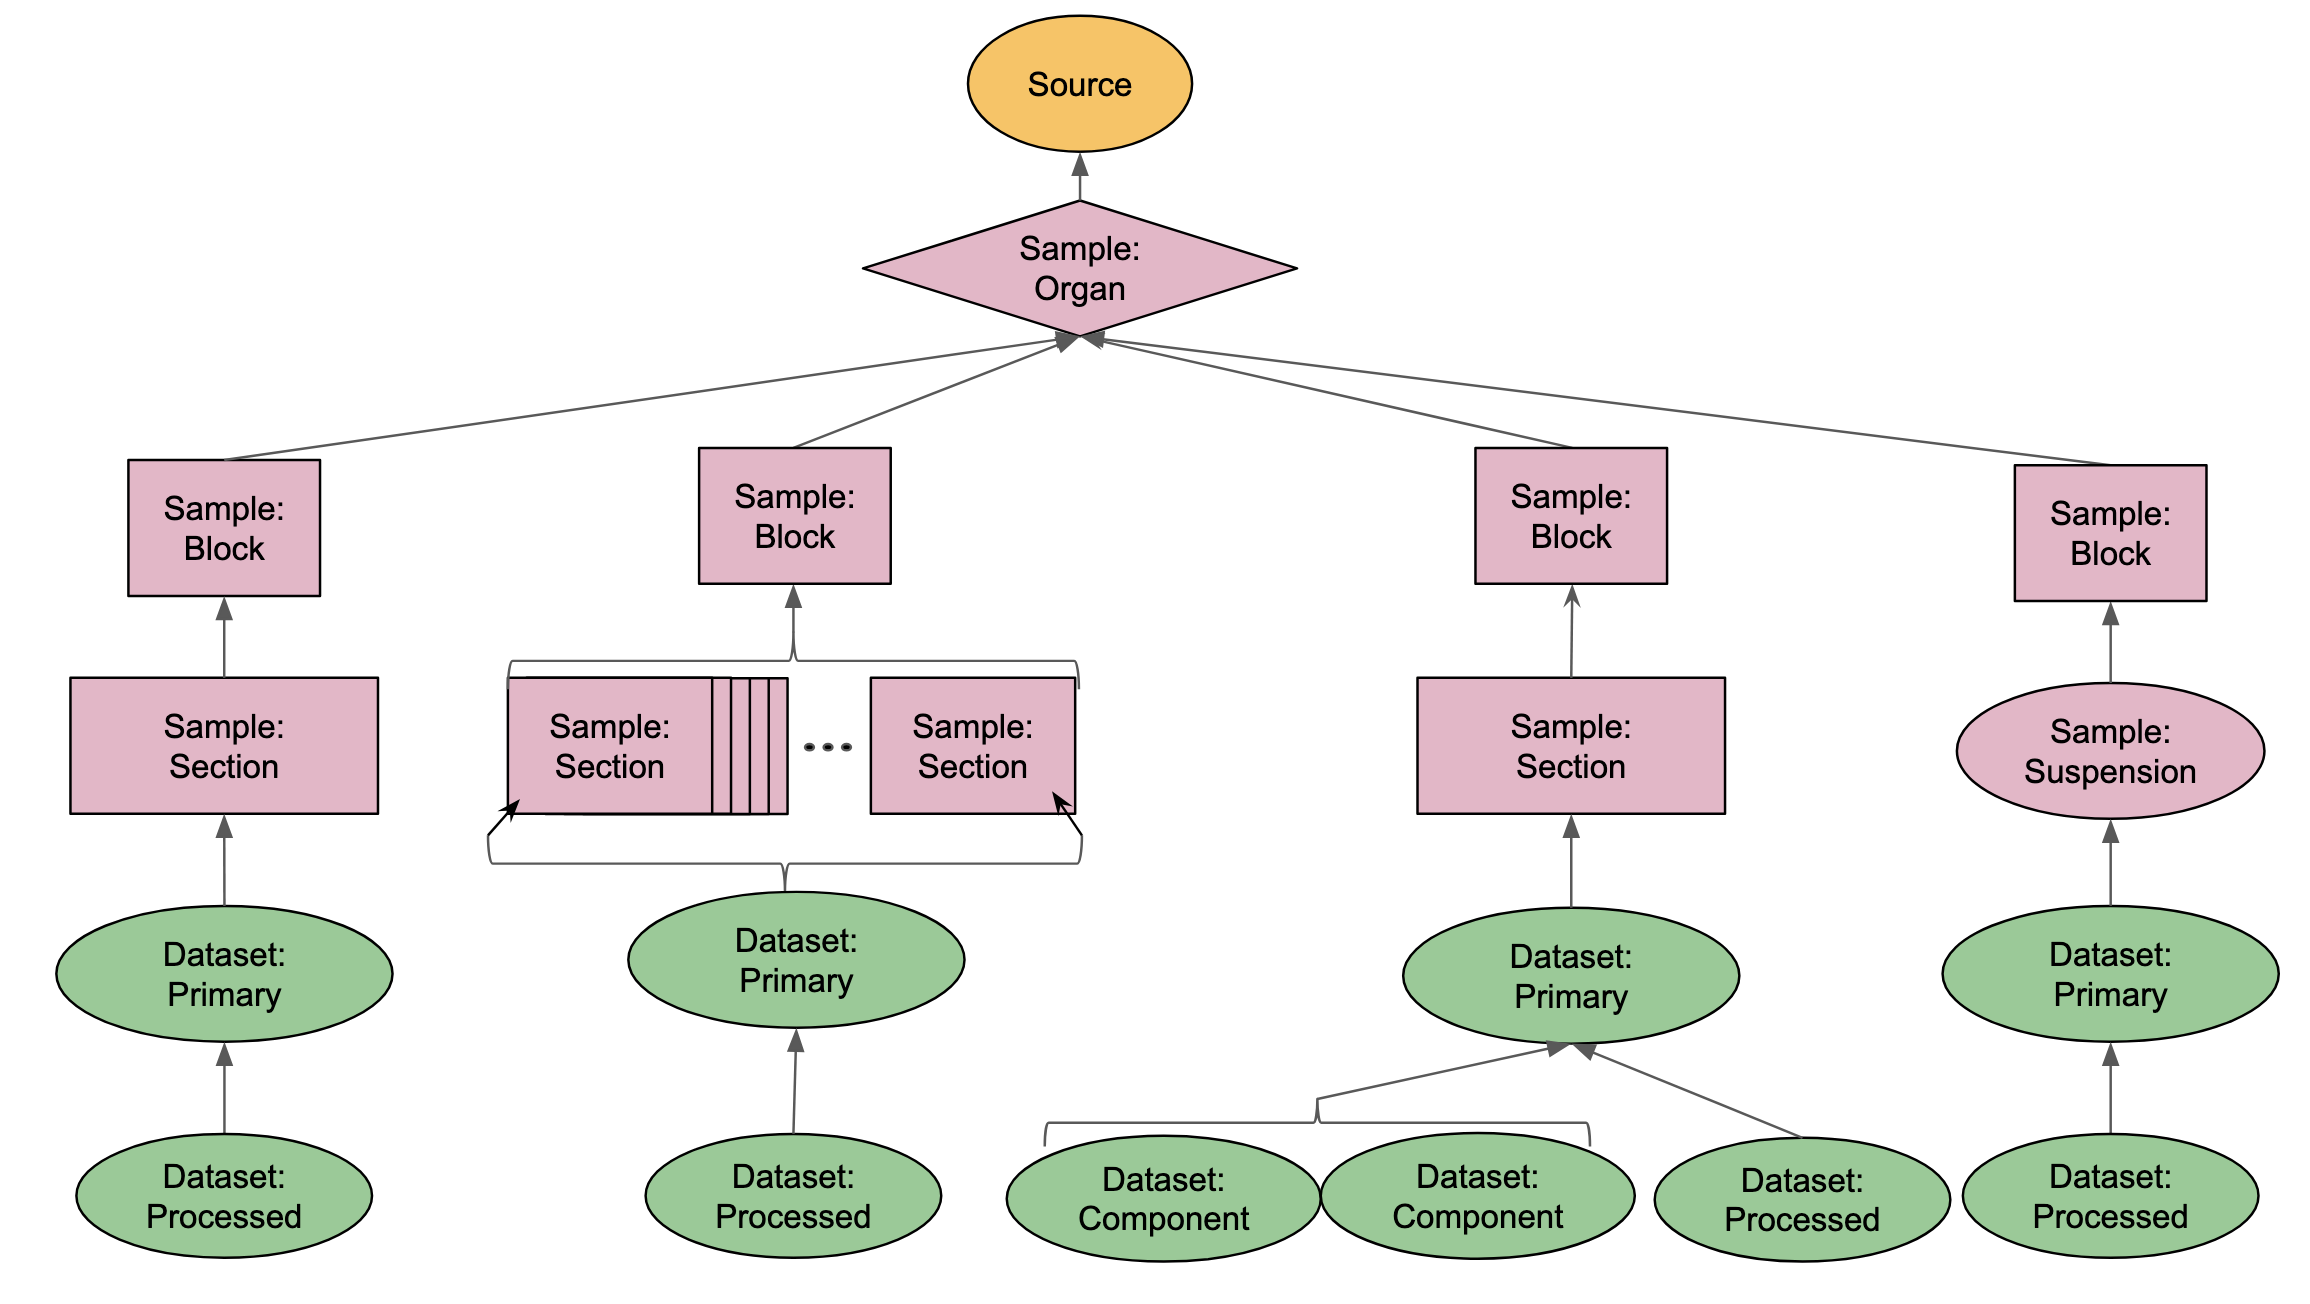 Source
Sample:
Organ
Sample:
Block
Sample:
Block
Sample:
Block
Sample:
Block
Sample:
Section
Sample:
Section
Sample:
Section
Sample:
Section
Sample:
Suspension
Dataset:
Primary
Dataset:
Primary
Dataset:
Primary
Dataset:
Primary
Dataset:
Processed
Dataset:
Processed
Dataset:
Component
Dataset:
Component
Dataset:
Processed
Dataset:
Processed